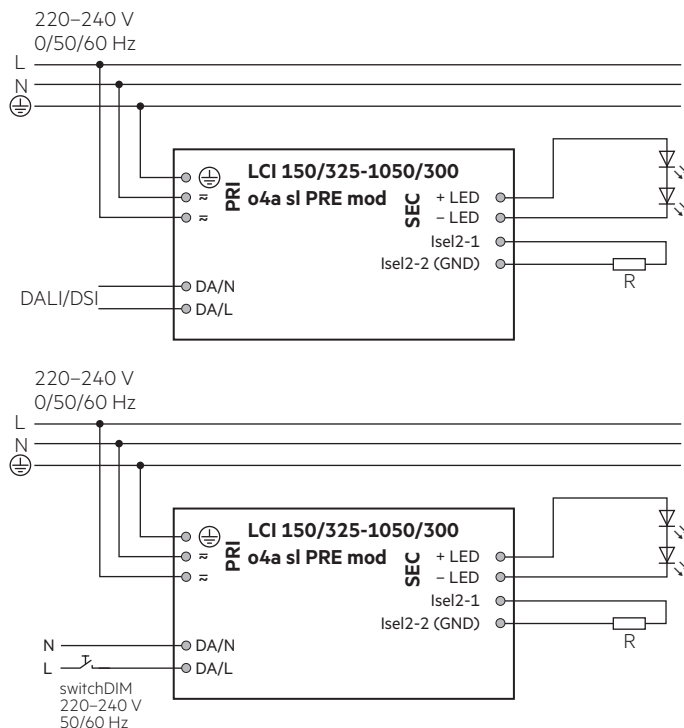 220–240 V
0/50/60 Hz
L
N
LCI 150/325-1050/300
o4a sl PRE mod
PRI
SEC
≂
≂
+ LED
– LED
Isel2-1
Isel2-2 (GND)
R
DALI/DSI
DA/N
DA/L
220–240 V
0/50/60 Hz
L
N
LCI 150/325-1050/300
o4a sl PRE mod
PRI
SEC
≂
≂
+ LED
– LED
Isel2-1
Isel2-2 (GND)
R
N
DA/N
L
DA/L
switchDIM
220–240 V
50/60 Hz